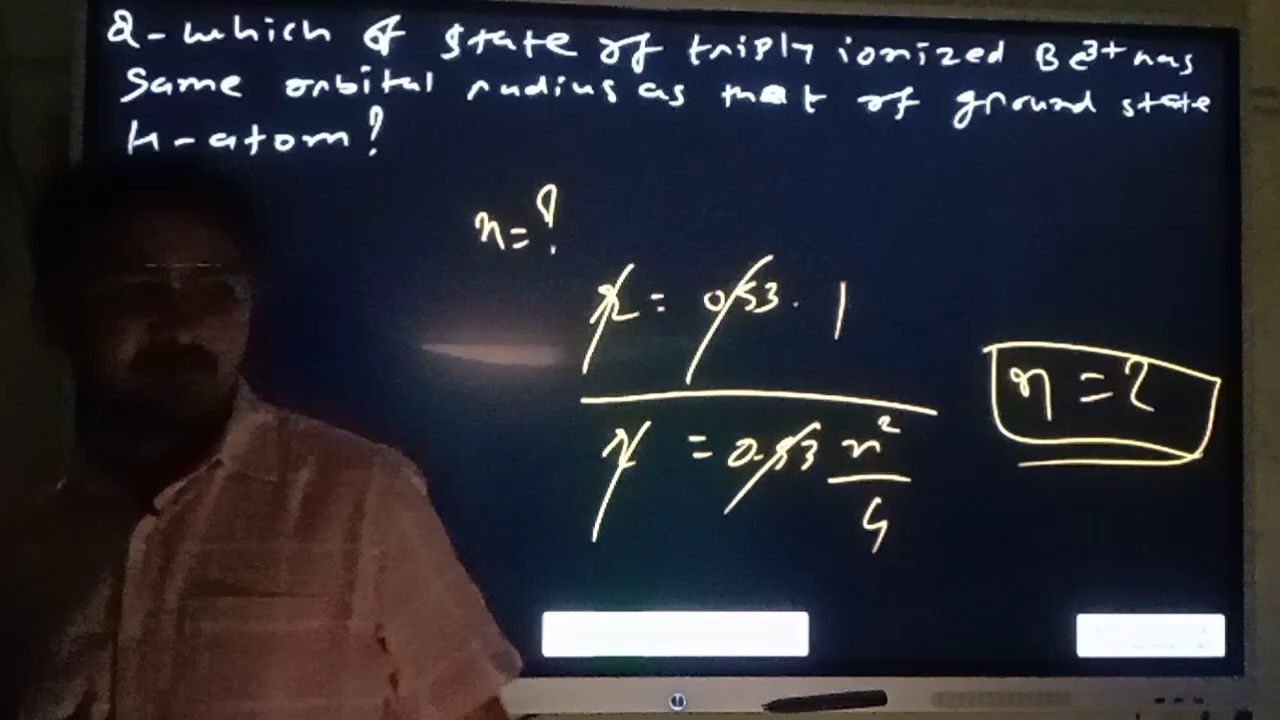 Q- which of state of triply ionized Be3+ has
same orbital radius as that of ground state
H-atom?
n=?
r = 0.53 . 1
r = 0.53 n²/4
n = 2